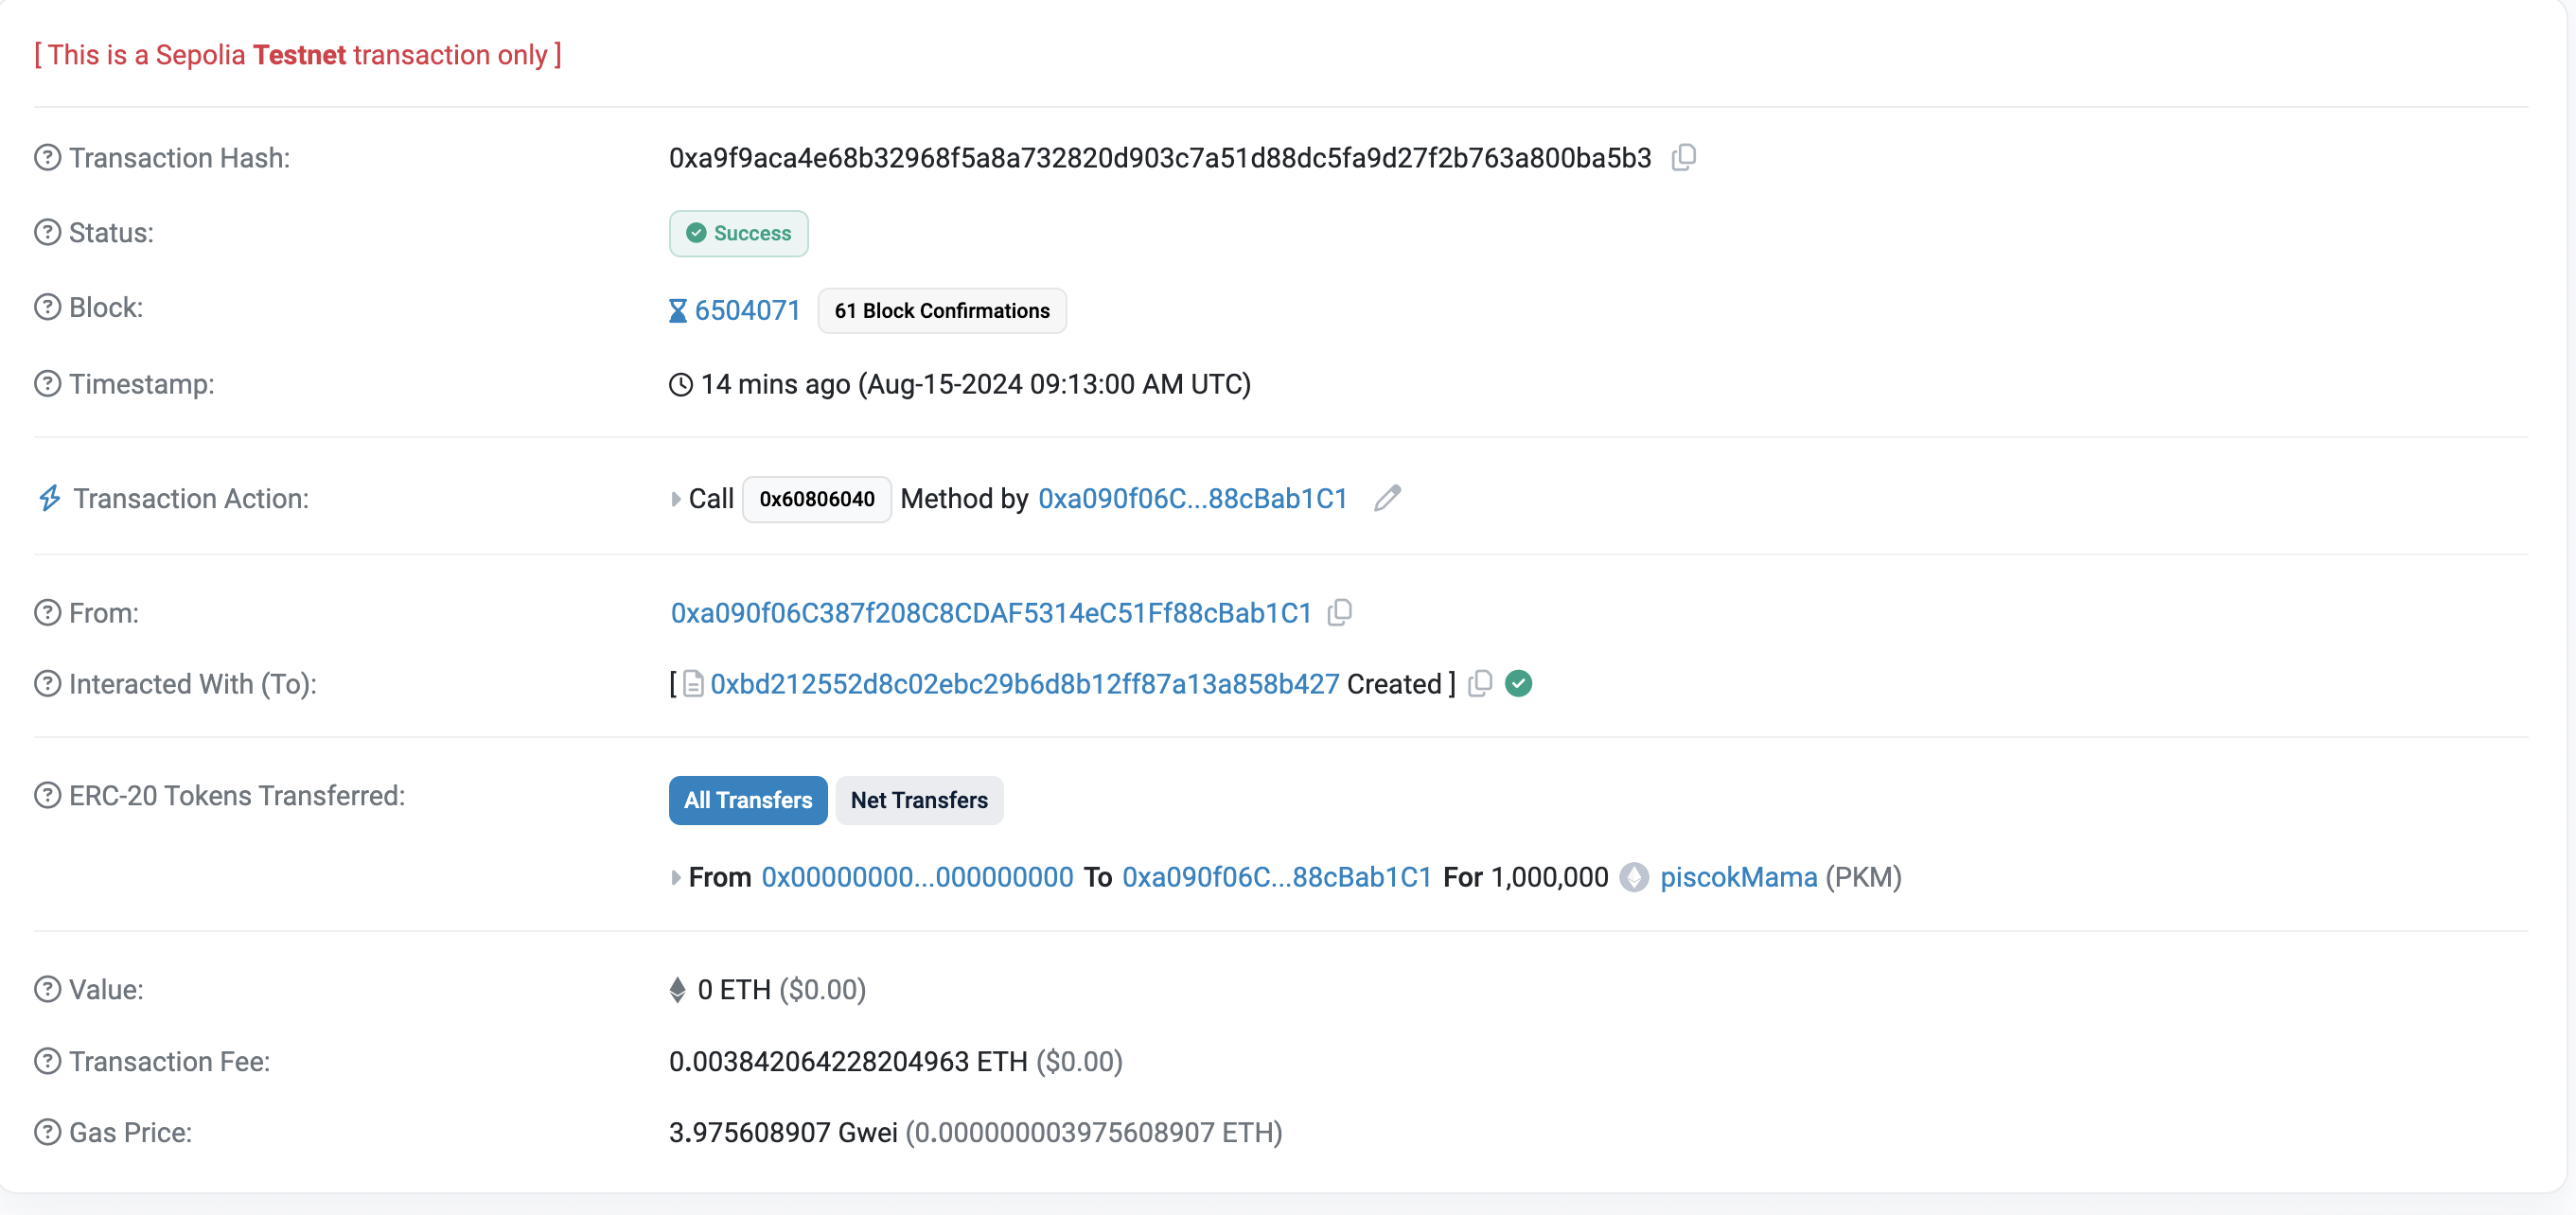 [ This is a Sepolia Testnet transaction only ]
Transaction Hash: 0xa9f9aca4e68b32968f5a8a732820d903c7a51d88dc5fa9d27f2b763a800ba5b3
Status: Success
Block: 6504071 61 Block Confirmations
Timestamp: 14 mins ago (Aug-15-2024 09:13:00 AM UTC)
Transaction Action: Call 0x60806040 Method by 0xa090f06C...88cBab1C1
From: 0xa090f06C387f208C8CDAF5314eC51Ff88cBab1C1
Interacted With (To): [ 0xbd212552d8c02ebc29b6d8b12ff87a13a858b427 Created ]
ERC-20 Tokens Transferred: All Transfers Net Transfers
From 0x00000000...000000000 To 0xa090f06C...88cBab1C1 For 1,000,000 piscokMama (PKM)
Value: 0 ETH ($0.00)
Transaction Fee: 0.003842064228204963 ETH ($0.00)
Gas Price: 3.975608907 Gwei (0.000000003975608907 ETH)